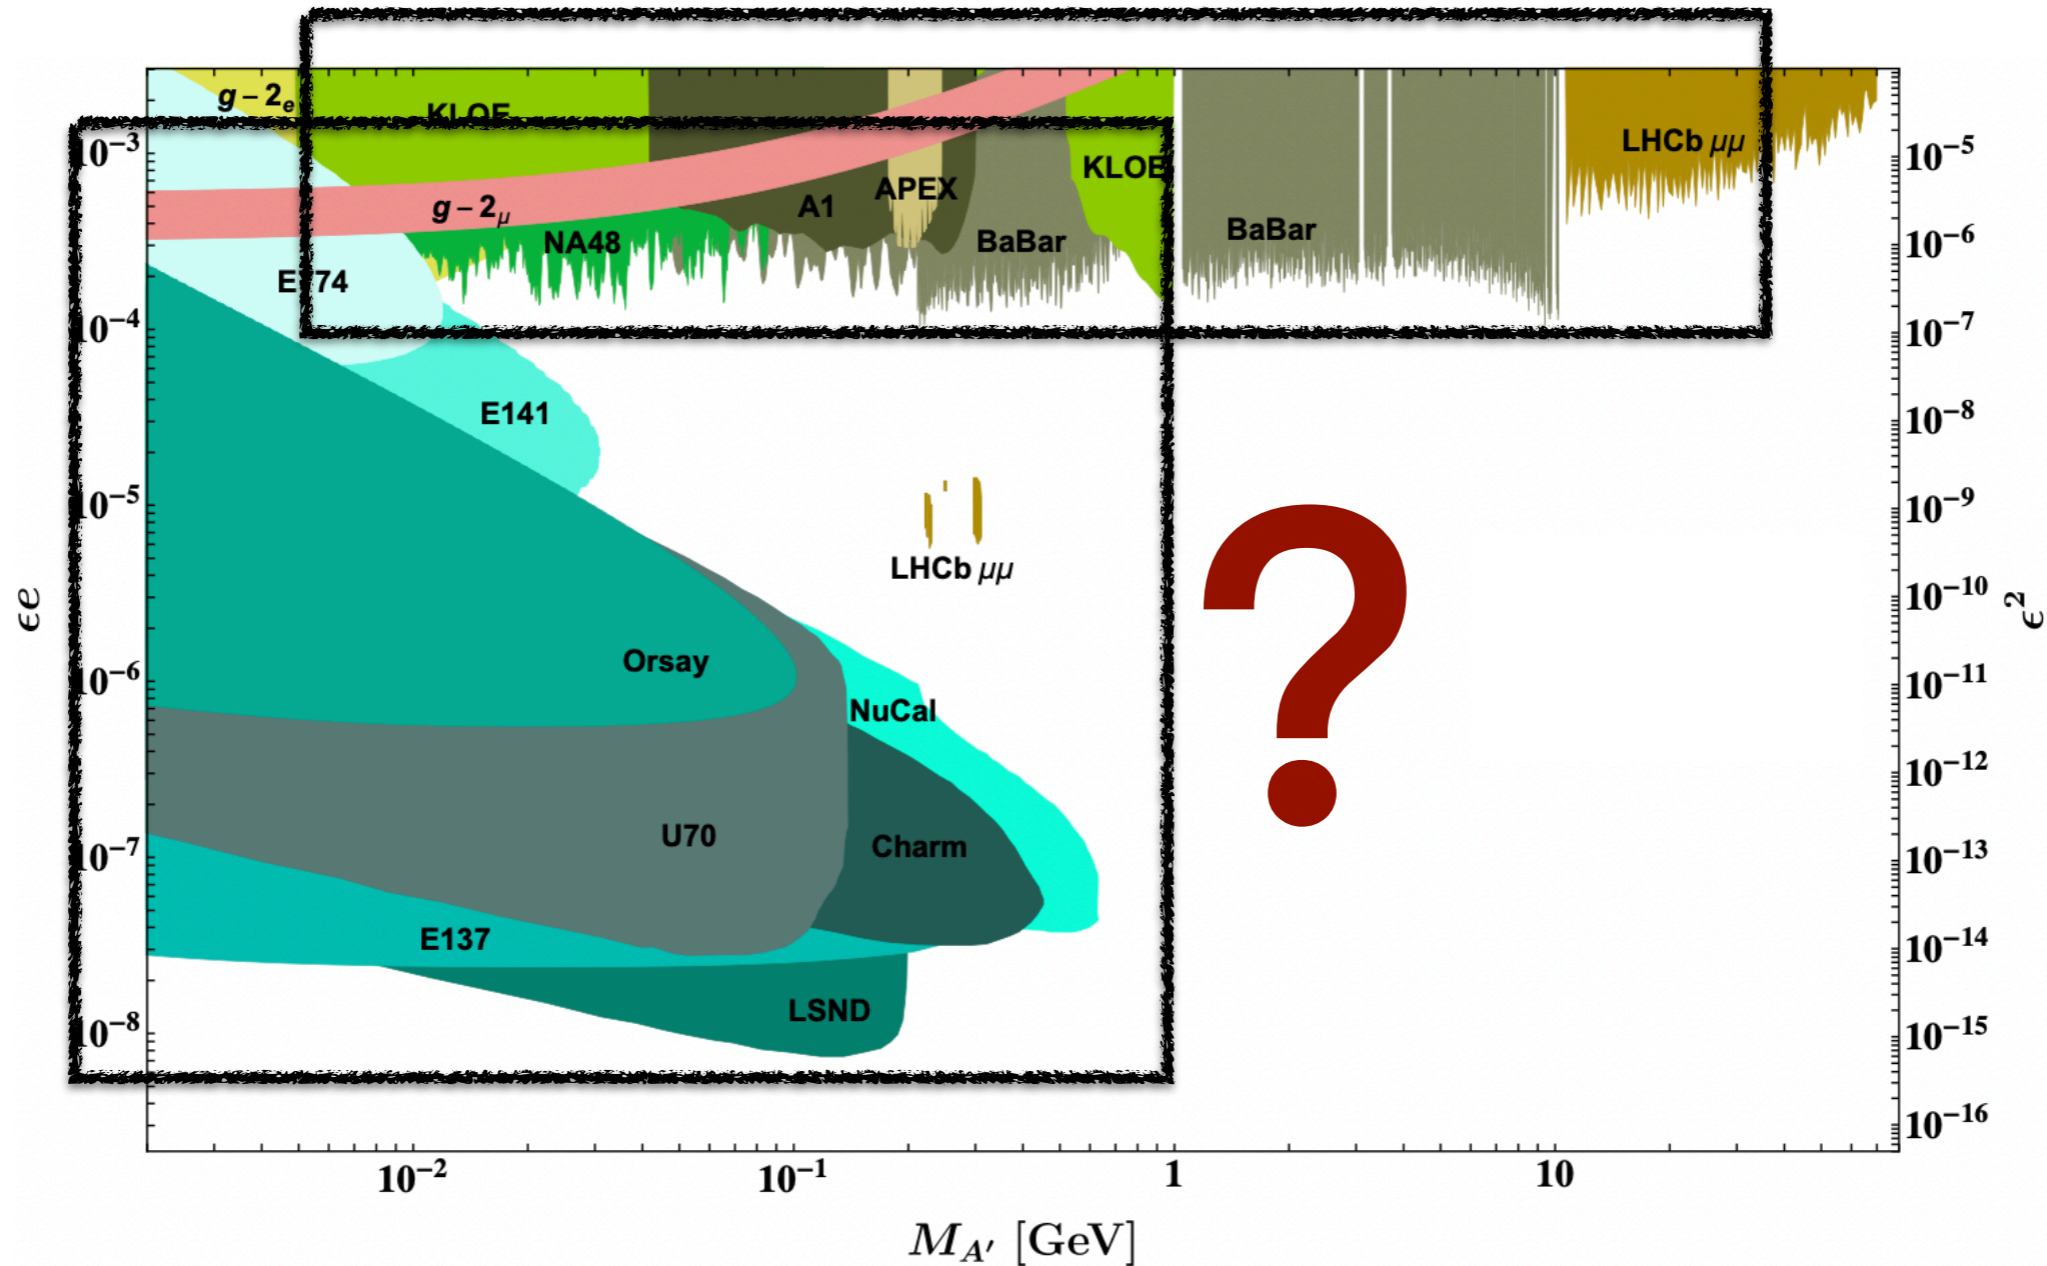 g − 2e
KLOE
10−3
10−5
LHCb μμ
KLOE
APEX
A1
g − 2μ
NA48
BaBar
BaBar
10−6
E774
10−4
10−7
E141
10−8
10−5
10−9
LHCb μμ
?
ϵe
10−10
ϵ2
Orsay
10−6
10−11
NuCal
10−12
U70
Charm
10−7
10−13
E137
10−14
LSND
10−8
10−15
10−16
10−2
10−1
1
10
MA′ [GeV]